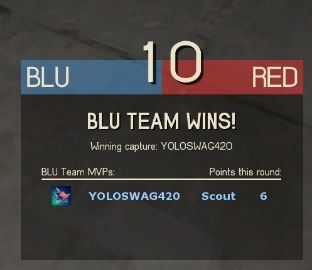 10
BLU RED
BLU TEAM WINS!
Winning capture: YOLOSWAG420
BLU Team MVPs: Points this round:
YOLOSWAG420 Scout 6